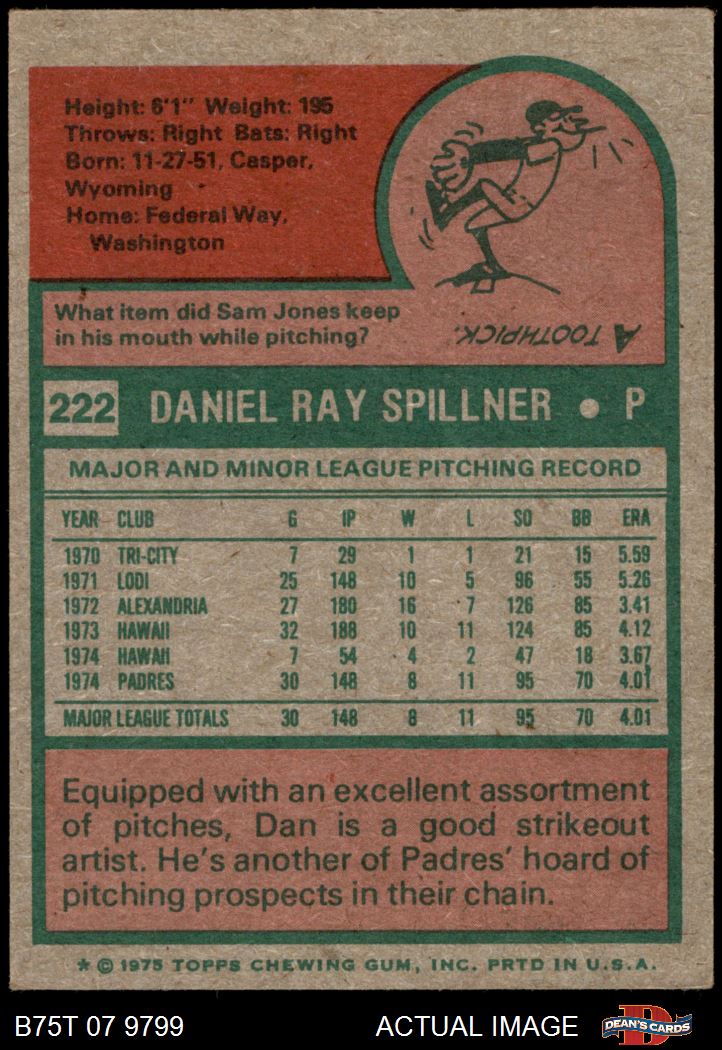 Height: 6'1" Weight: 195
Throws: Right Bats: Right
Born: 11-27-51, Casper,
Wyoming
Home: Federal Way,
Washington
What item did Sam Jones keep
in his mouth while pitching?
A TOOTHPICK.
222 DANIEL RAY SPILLNER • P
MAJOR AND MINOR LEAGUE PITCHING RECORD
YEAR CLUB G IP W L SO BB ERA
1970 TRI-CITY 7 29 1 1 21 15 5.59
1971 LODI 25 148 10 5 96 55 5.26
1972 ALEXANDRIA 27 180 16 7 126 85 3.41
1973 HAWAII 32 188 10 11 124 85 4.12
1974 HAWAII 7 54 4 2 47 18 3.67
1974 PADRES 30 148 8 11 95 70 4.01
MAJOR LEAGUE TOTALS 30 148 8 11 95 70 4.01
Equipped with an excellent assortment
of pitches, Dan is a good strikeout
artist. He's another of Padres' hoard of
pitching prospects in their chain.
* © 1975 TOPPS CHEWING GUM, INC. PRTD IN U.S.A.
B75T 07 9799 ACTUAL IMAGE D DEAN'S CARDS